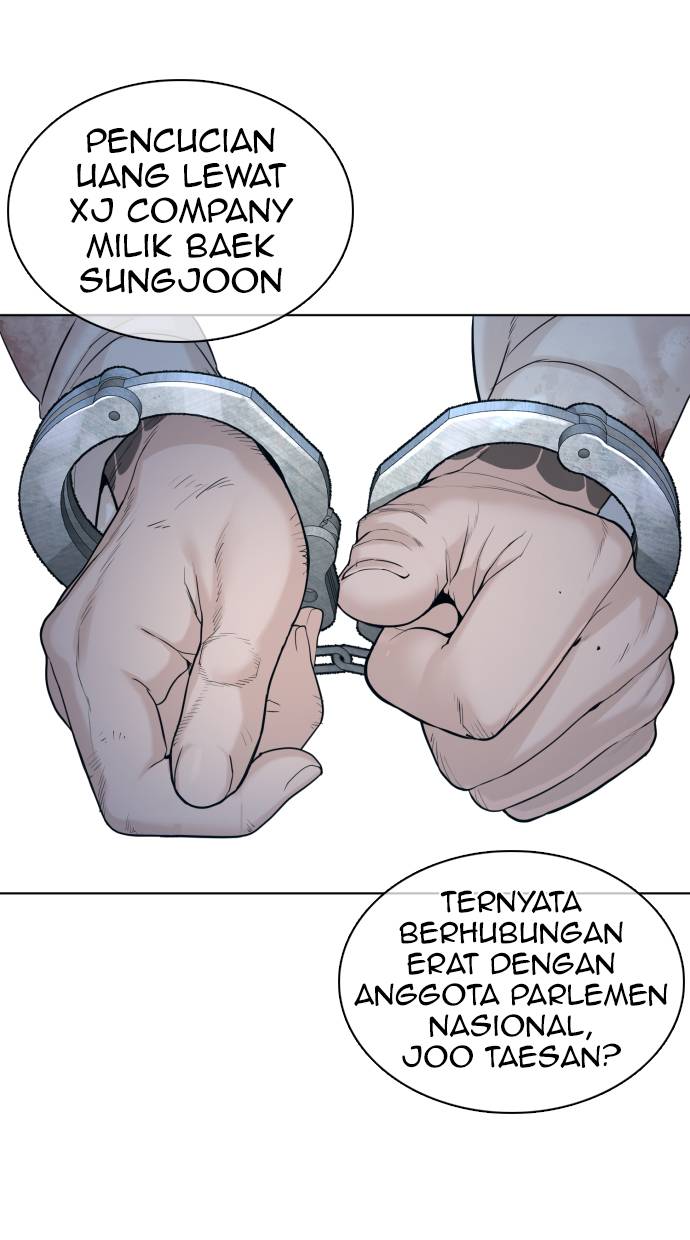 PENCUCIAN
UANG LEWAT
XJ COMPANY
MILIK BAEK
SUNGJOON
TERNYATA
BERHUBUNGAN
ERAT DENGAN
ANGGOTA PARLEMEN
NASIONAL,
JOO TAESAN?